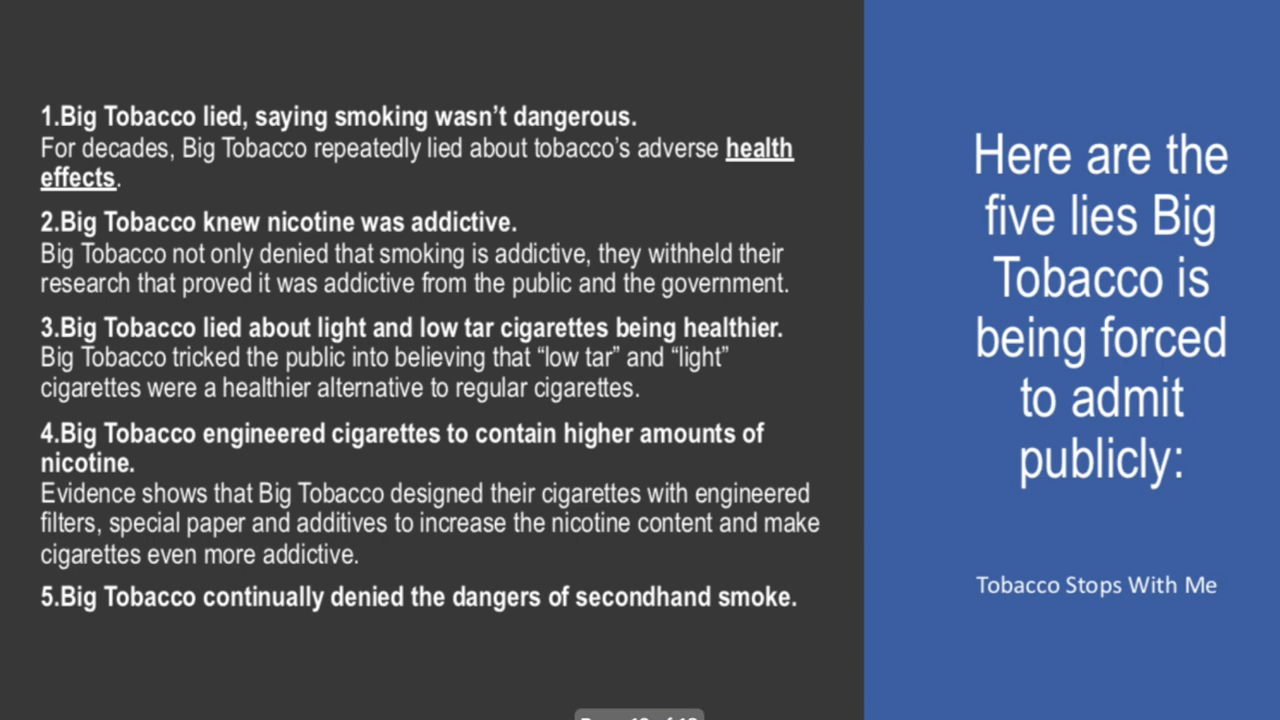 1.Big Tobacco lied, saying smoking wasn’t dangerous.
For decades, Big Tobacco repeatedly lied about tobacco’s adverse health
effects.
2.Big Tobacco knew nicotine was addictive.
Big Tobacco not only denied that smoking is addictive, they withheld their
research that proved it was addictive from the public and the government.
3.Big Tobacco lied about light and low tar cigarettes being healthier.
Big Tobacco tricked the public into believing that “low tar” and “light”
cigarettes were a healthier alternative to regular cigarettes.
4.Big Tobacco engineered cigarettes to contain higher amounts of
nicotine.
Evidence shows that Big Tobacco designed their cigarettes with engineered
filters, special paper and additives to increase the nicotine content and make
cigarettes even more addictive.
5.Big Tobacco continually denied the dangers of secondhand smoke.
Here are the
five lies Big
Tobacco is
being forced
to admit
publicly:
Tobacco Stops With Me